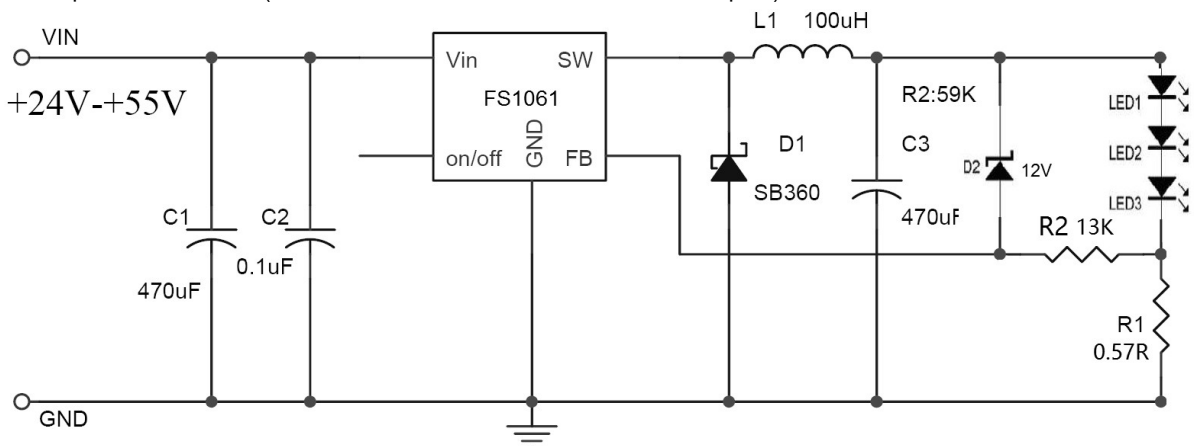 L1 100uH
VIN
+24V-+55V
Vin
SW
FS1061
GND
on/off
FB
R2:59K
D1
SB360
C3
470uF
D2
12V
LED1
LED2
LED3
C1
C2
0.1uF
470uF
R2 13K
R1
0.57R
GND